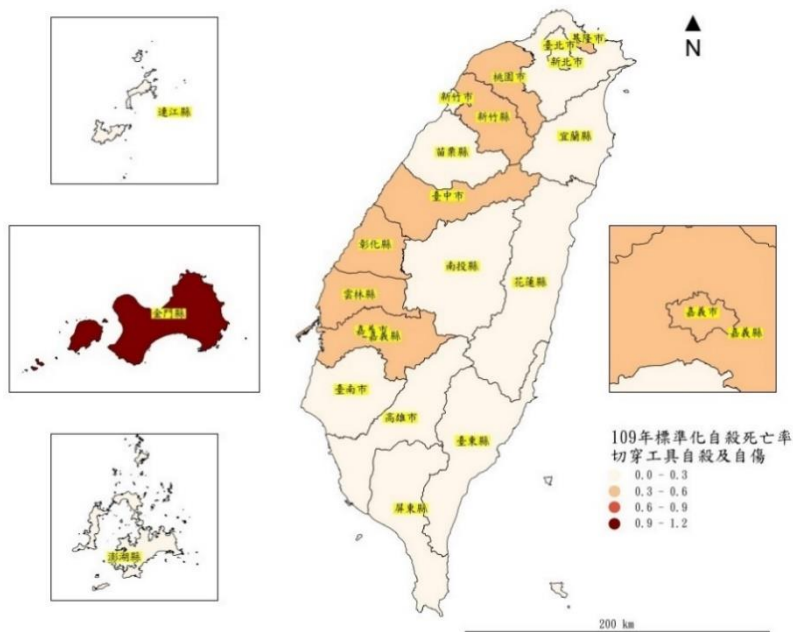 N
基隆市
臺北市
新北市
桃園市
新竹市
新竹縣
宜蘭縣
苗栗縣
臺中市
彰化縣
南投縣
花蓮縣
雲林縣
嘉義市
嘉義縣
臺南市
高雄市
臺東縣
屏東縣
連江縣
金門縣
澎湖縣
嘉義市
嘉義縣
109年標準化自殺死亡率
切穿工具自殺及自傷
0.0 - 0.3
0.3 - 0.6
0.6 - 0.9
0.9 - 1.2
200 km